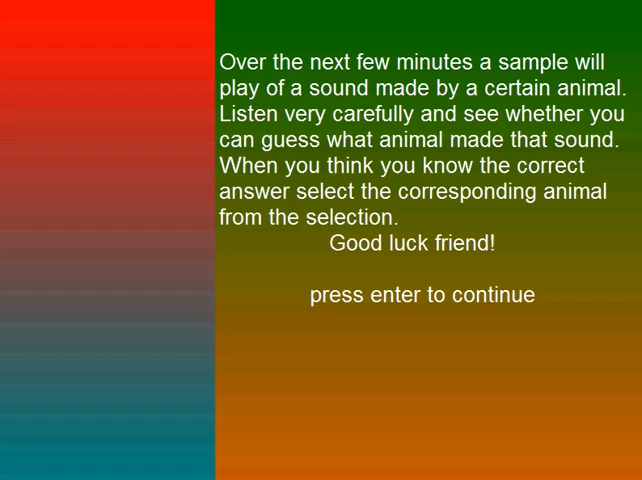 Over the next few minutes a sample will
play of a sound made by a certain animal.
Listen very carefully and see whether you
can guess what animal made that sound.
When you think you know the correct
answer select the corresponding animal
from the selection.
Good luck friend!
press enter to continue